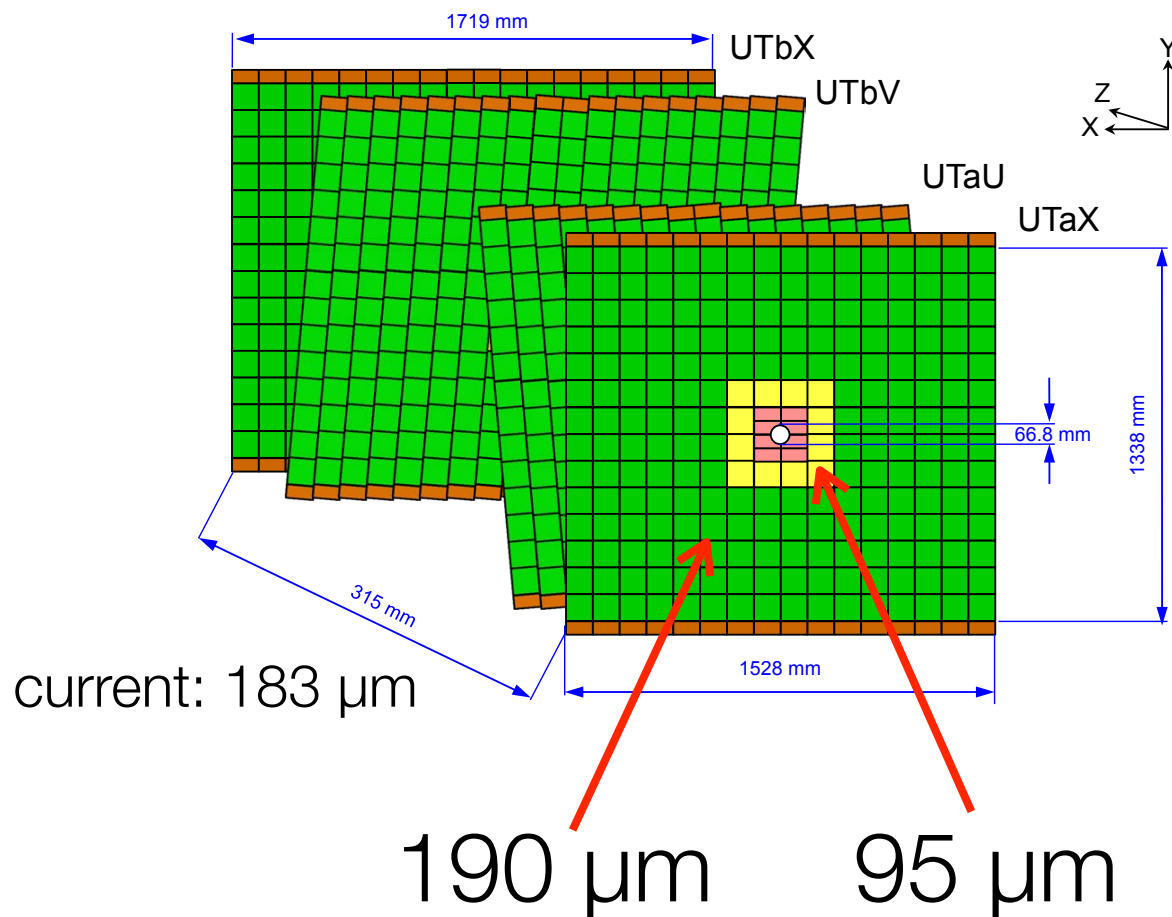 1719 mm
UTbX
UTbV
Y
Z
X
UTaU
UTaX
66.8 mm
1338 mm
315 mm
1528 mm
current: 183 µm
190 µm
95 µm